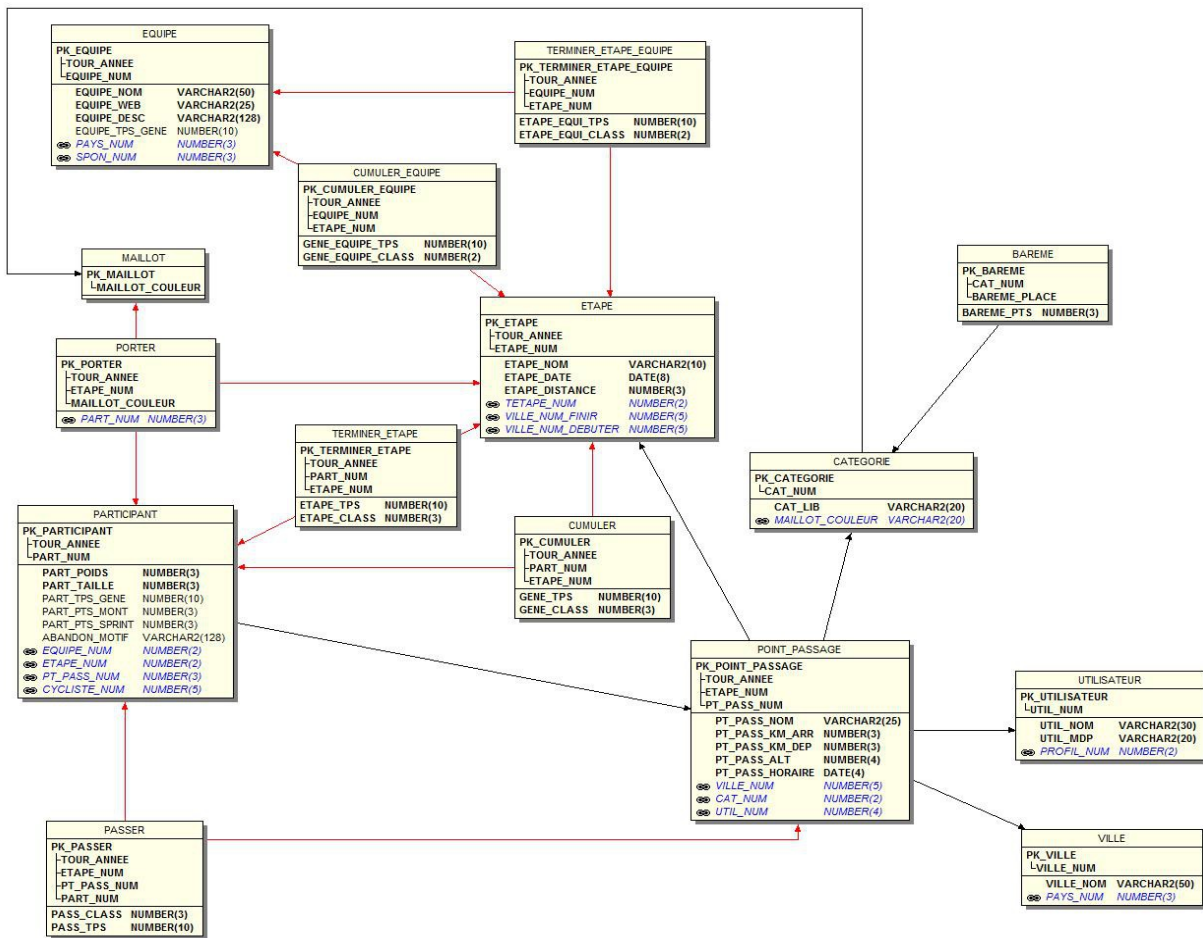 EQUIPE
PK_EQUIPE
TOUR_ANNEE
EQUIPE_NUM
EQUIPE_NOM VARCHAR2(50)
EQUIPE_WEB VARCHAR2(25)
EQUIPE_DESC VARCHAR2(128)
EQUIPE_TPS_GENE NUMBER(10)
PAYS_NUM NUMBER(3)
SPON_NUM NUMBER(3)
TERMINER_ETAPE_EQUIPE
PK_TERMINER_ETAPE_EQUIPE
TOUR_ANNEE
EQUIPE_NUM
ETAPE_NUM
ETAPE_EQUI_TPS NUMBER(10)
ETAPE_EQUI_CLASS NUMBER(2)
CUMULER_EQUIPE
PK_CUMULER_EQUIPE
TOUR_ANNEE
EQUIPE_NUM
ETAPE_NUM
GENE_EQUIPE_TPS NUMBER(10)
GENE_EQUIPE_CLASS NUMBER(2)
MAILLOT
PK_MAILLOT
MAILLOT_COULEUR
BAREME
PK_BAREME
CAT_NUM
BAREME_PLACE
BAREME_PTS NUMBER(3)
ETAPE
PK_ETAPE
TOUR_ANNEE
ETAPE_NUM
ETAPE_NOM VARCHAR2(10)
ETAPE_DATE DATE(8)
ETAPE_DISTANCE NUMBER(3)
TETAPE_NUM NUMBER(2)
VILLE_NUM_FINIR NUMBER(5)
VILLE_NUM_DEBUTER NUMBER(5)
PORTER
PK_PORTER
TOUR_ANNEE
ETAPE_NUM
MAILLOT_COULEUR
PART_NUM NUMBER(3)
TERMINER_ETAPE
PK_TERMINER_ETAPE
TOUR_ANNEE
PART_NUM
ETAPE_NUM
ETAPE_TPS NUMBER(10)
ETAPE_CLASS NUMBER(3)
CATEGORIE
PK_CATEGORIE
CAT_NUM
CAT_LIB VARCHAR2(20)
MAILLOT_COULEUR VARCHAR2(20)
PARTICIPANT
PK_PARTICIPANT
TOUR_ANNEE
PART_NUM
PART_POIDS NUMBER(3)
PART_TAILLE NUMBER(3)
PART_TPS_GENE NUMBER(10)
PART_PTS_MONT NUMBER(3)
PART_PTS_SPRINT NUMBER(3)
ABANDON_MOTIF VARCHAR2(128)
EQUIPE_NUM NUMBER(2)
ETAPE_NUM NUMBER(2)
PT_PASS_NUM NUMBER(3)
CYCLISTE_NUM NUMBER(5)
CUMULER
PK_CUMULER
TOUR_ANNEE
PART_NUM
ETAPE_NUM
GENE_TPS NUMBER(10)
GENE_CLASS NUMBER(3)
POINT_PASSAGE
PK_POINT_PASSAGE
TOUR_ANNEE
ETAPE_NUM
PT_PASS_NUM
PT_PASS_NOM VARCHAR2(25)
PT_PASS_KM_ARR NUMBER(3)
PT_PASS_KM_DEP NUMBER(3)
PT_PASS_ALT NUMBER(4)
PT_PASS_HORAIRE DATE(4)
VILLE_NUM NUMBER(5)
CAT_NUM NUMBER(2)
UTIL_NUM NUMBER(4)
UTILISATEUR
PK_UTILISATEUR
UTIL_NUM
UTIL_NOM VARCHAR2(30)
UTIL_MDP VARCHAR2(20)
PROFIL_NUM NUMBER(2)
PASSER
PK_PASSER
TOUR_ANNEE
ETAPE_NUM
PT_PASS_NUM
PART_NUM
PASS_CLASS NUMBER(3)
PASS_TPS NUMBER(10)
VILLE
PK_VILLE
VILLE_NUM
VILLE_NOM VARCHAR2(50)
PAYS_NUM NUMBER(3)